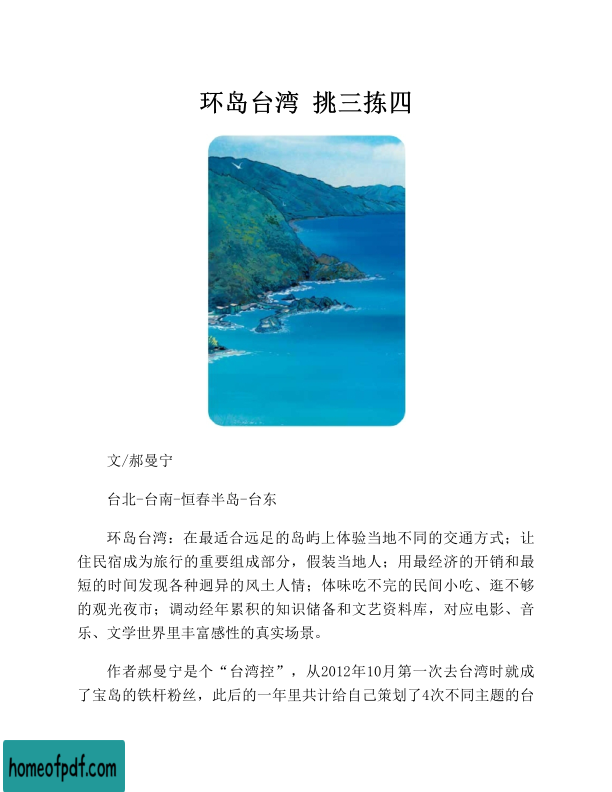 环岛台湾 挑三拣四
文/郝曼宁
台北-台南-恒春半岛-台东
环岛台湾：在最适合远足的岛屿上体验当地不同的交通方式；让
住民宿成为旅行的重要组成部分，假装当地人；用最经济的开销和最
短的时间发现各种迥异的风土人情；体味吃不完的民间小吃、逛不够
的观光夜市；调动经年累积的知识储备和文艺资料库，对应电影、音
乐、文学世界里丰富感性的真实场景。
作者郝曼宁是个“台湾控”，从2012年10月第一次去台湾时就成
了宝岛的铁杆粉丝，此后的一年里共计给自己策划了4次不同主题的台
homeofpdf.com